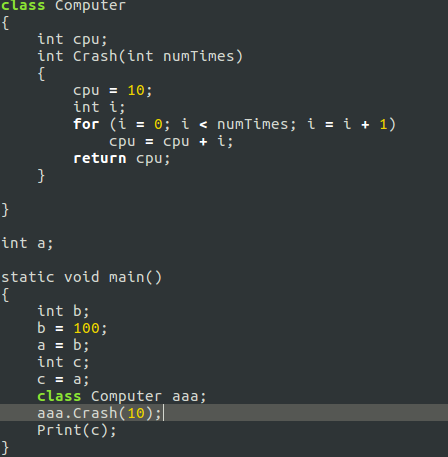 class Computer
{
    int cpu;
    int Crash(int numTimes)
    {
        cpu = 10;
        int i;
        for (i = 0; i < numTimes; i = i + 1)
            cpu = cpu + i;
        return cpu;
    }

}

int a;

static void main()
{
    int b;
    b = 100;
    a = b;
    int c;
    c = a;
    class Computer aaa;
    aaa.Crash(10);
    Print(c);
}